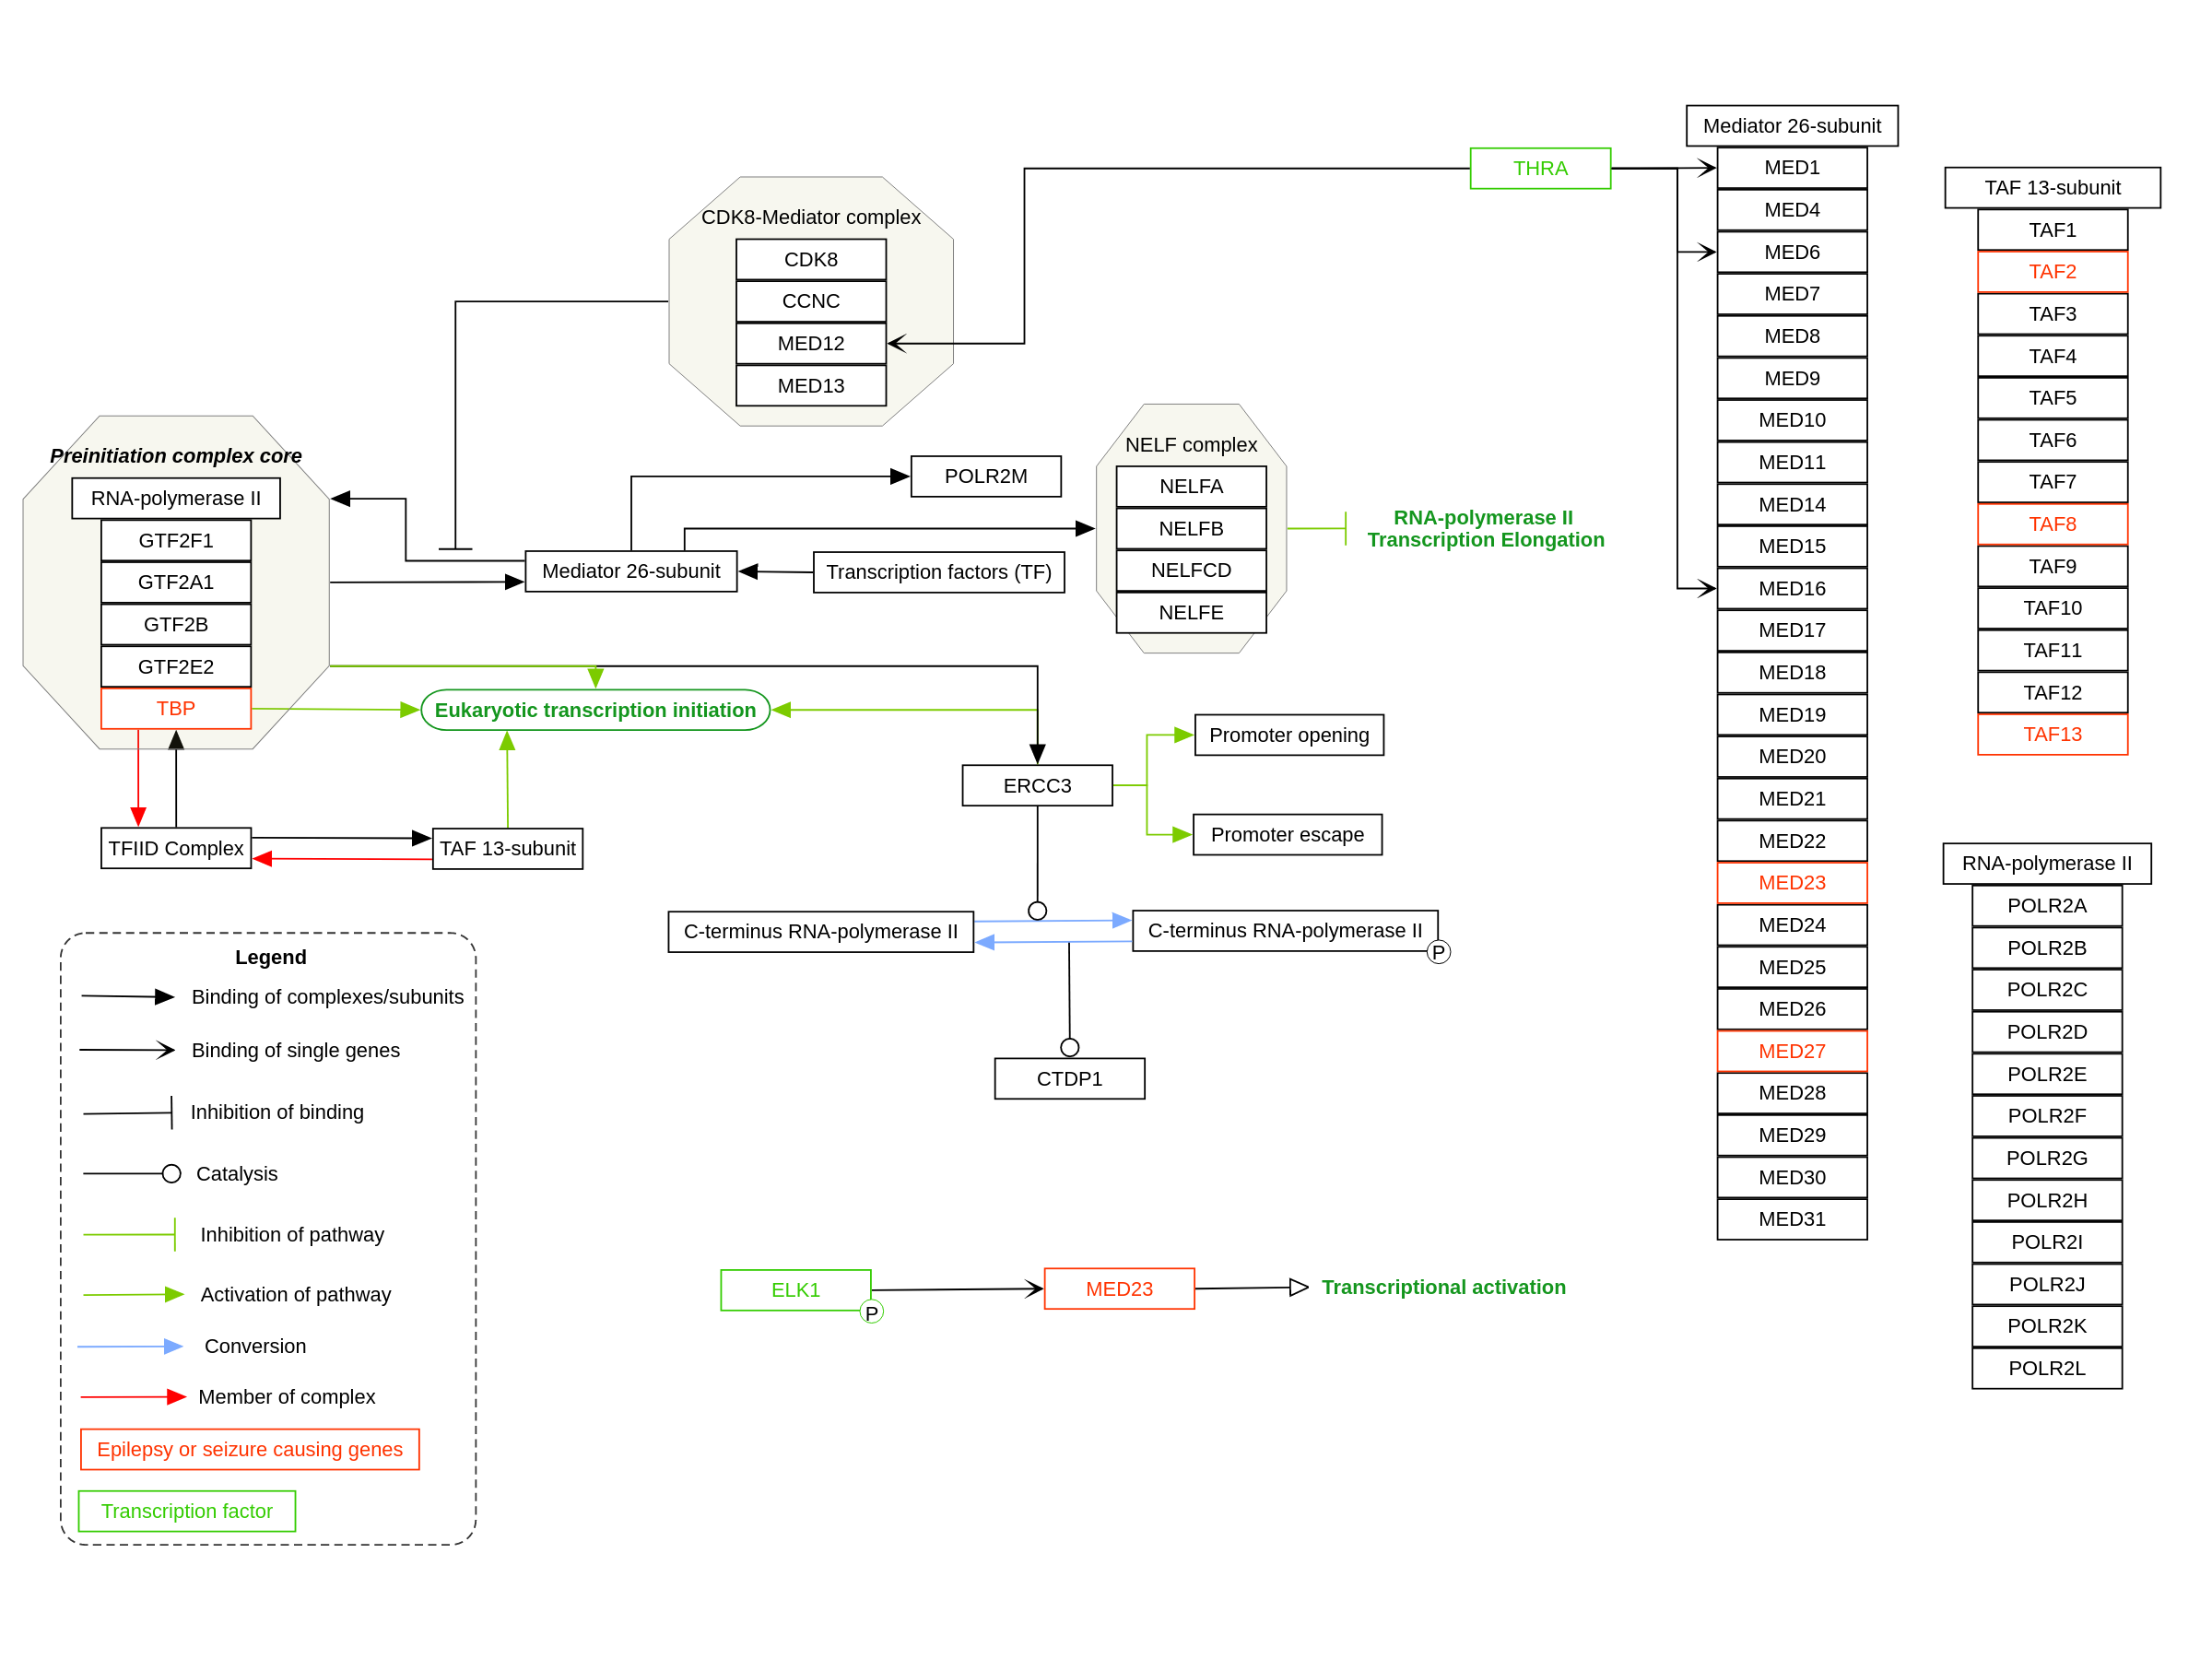 CDK8-Mediator complex
CDK8
CCNC
MED12
MED13
THRA
Preinitiation complex core
RNA-polymerase II
GTF2F1
GTF2A1
GTF2B
GTF2E2
TBP
TFIID Complex
TAF 13-subunit
Mediator 26-subunit
Transcription factors (TF)
POLR2M
NELF complex
NELFA
NELFB
NELFCD
NELFE
RNA-polymerase II
Transcription Elongation
Eukaryotic transcription initiation
ERCC3
Promoter opening
Promoter escape
C-terminus RNA-polymerase II
C-terminus RNA-polymerase II
P
CTDP1
ELK1
P
MED23
Transcriptional activation
Mediator 26-subunit
MED1
MED4
MED6
MED7
MED8
MED9
MED10
MED11
MED14
MED15
MED16
MED17
MED18
MED19
MED20
MED21
MED22
MED23
MED24
MED25
MED26
MED27
MED28
MED29
MED30
MED31
TAF 13-subunit
TAF1
TAF2
TAF3
TAF4
TAF5
TAF6
TAF7
TAF8
TAF9
TAF10
TAF11
TAF12
TAF13
RNA-polymerase II
POLR2A
POLR2B
POLR2C
POLR2D
POLR2E
POLR2F
POLR2G
POLR2H
POLR2I
POLR2J
POLR2K
POLR2L
Legend
Binding of complexes/subunits
Binding of single genes
Inhibition of binding
Catalysis
Inhibition of pathway
Activation of pathway
Conversion
Member of complex
Epilepsy or seizure causing genes
Transcription factor